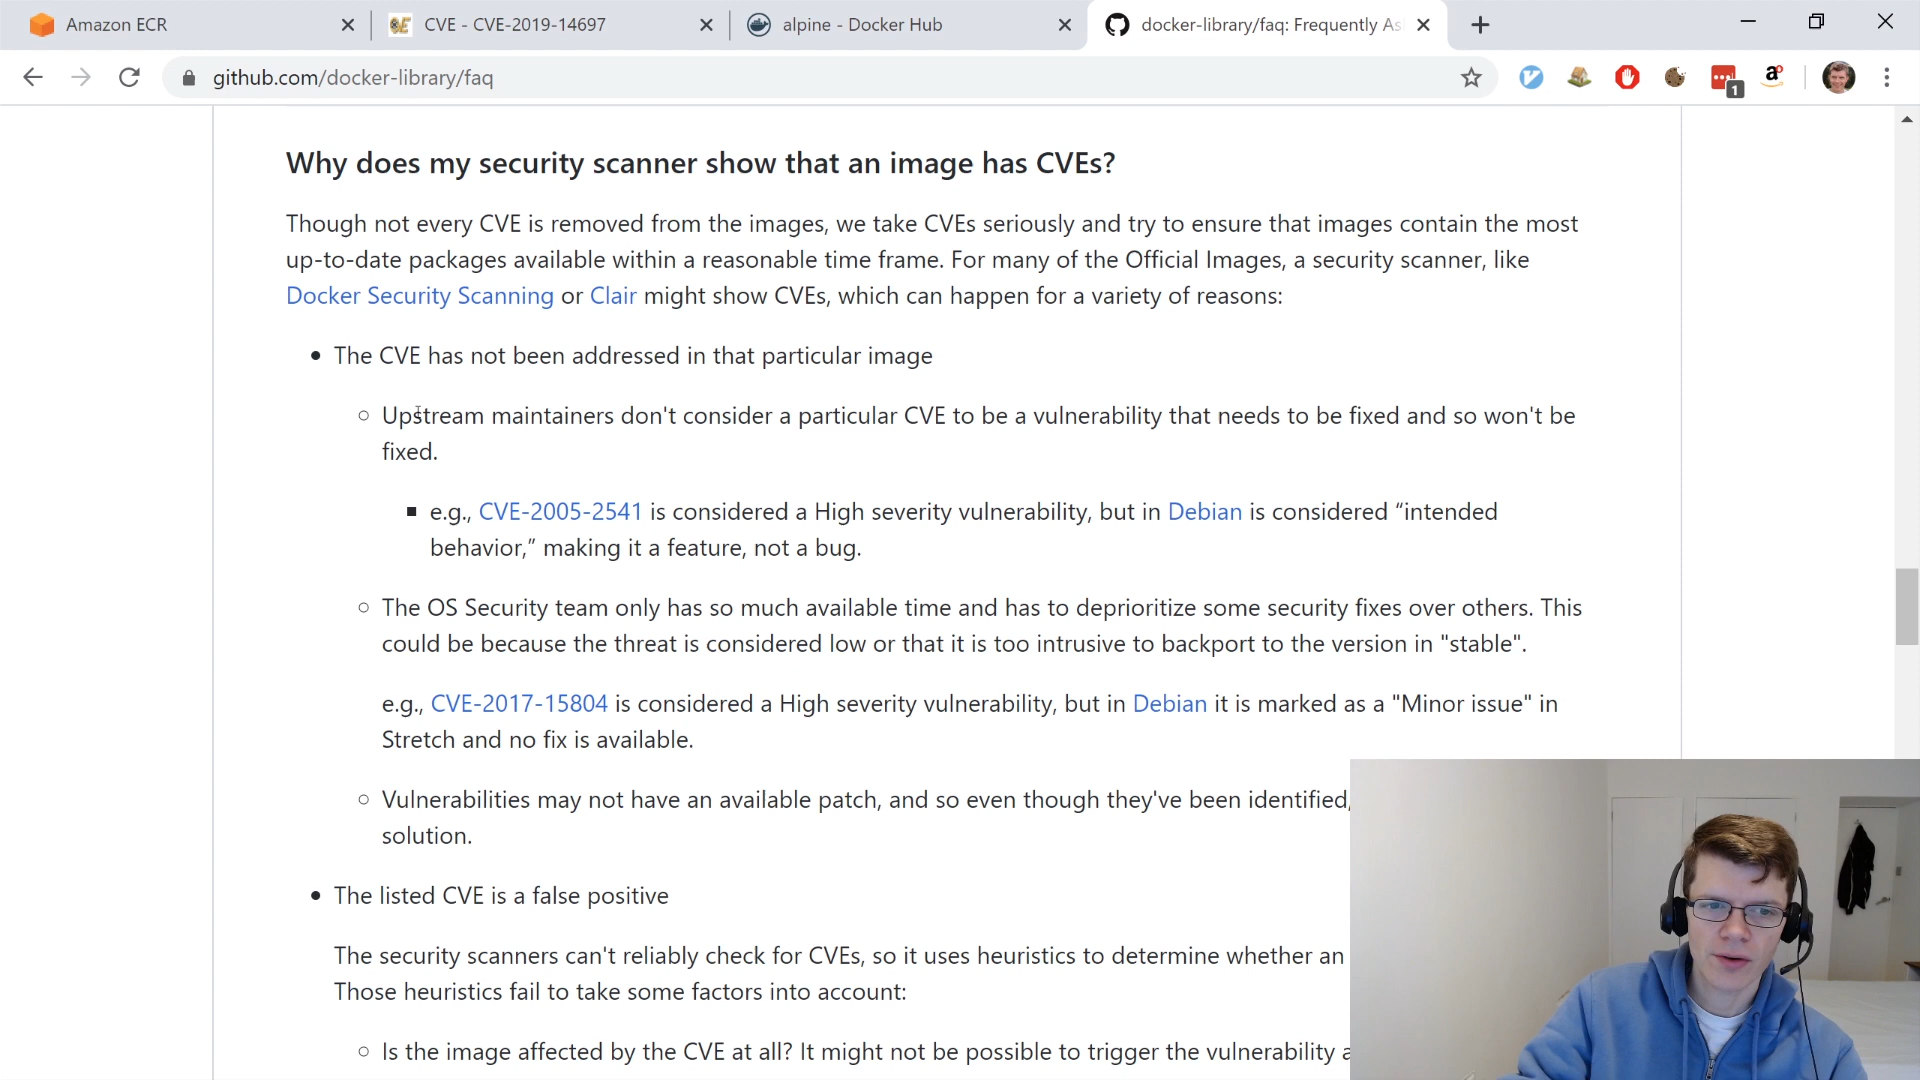 Amazon ECR
CVE - CVE-2019-14697
alpine - Docker Hub
docker-library/faq: Frequently As
github.com/docker-library/faq
1
Why does my security scanner show that an image has CVEs?
Though not every CVE is removed from the images, we take CVEs seriously and try to ensure that images contain the most
up-to-date packages available within a reasonable time frame. For many of the Official Images, a security scanner, like
Docker Security Scanning or Clair might show CVEs, which can happen for a variety of reasons:
• The CVE has not been addressed in that particular image
○ Upstream maintainers don't consider a particular CVE to be a vulnerability that needs to be fixed and so won't be
fixed.
▪ e.g., CVE-2005-2541 is considered a High severity vulnerability, but in Debian is considered “intended
behavior,” making it a feature, not a bug.
○ The OS Security team only has so much available time and has to deprioritize some security fixes over others. This
could be because the threat is considered low or that it is too intrusive to backport to the version in "stable".
e.g., CVE-2017-15804 is considered a High severity vulnerability, but in Debian it is marked as a "Minor issue" in
Stretch and no fix is available.
○ Vulnerabilities may not have an available patch, and so even though they've been identified,
solution.
• The listed CVE is a false positive
The security scanners can't reliably check for CVEs, so it uses heuristics to determine whether an
Those heuristics fail to take some factors into account:
○ Is the image affected by the CVE at all? It might not be possible to trigger the vulnerability a